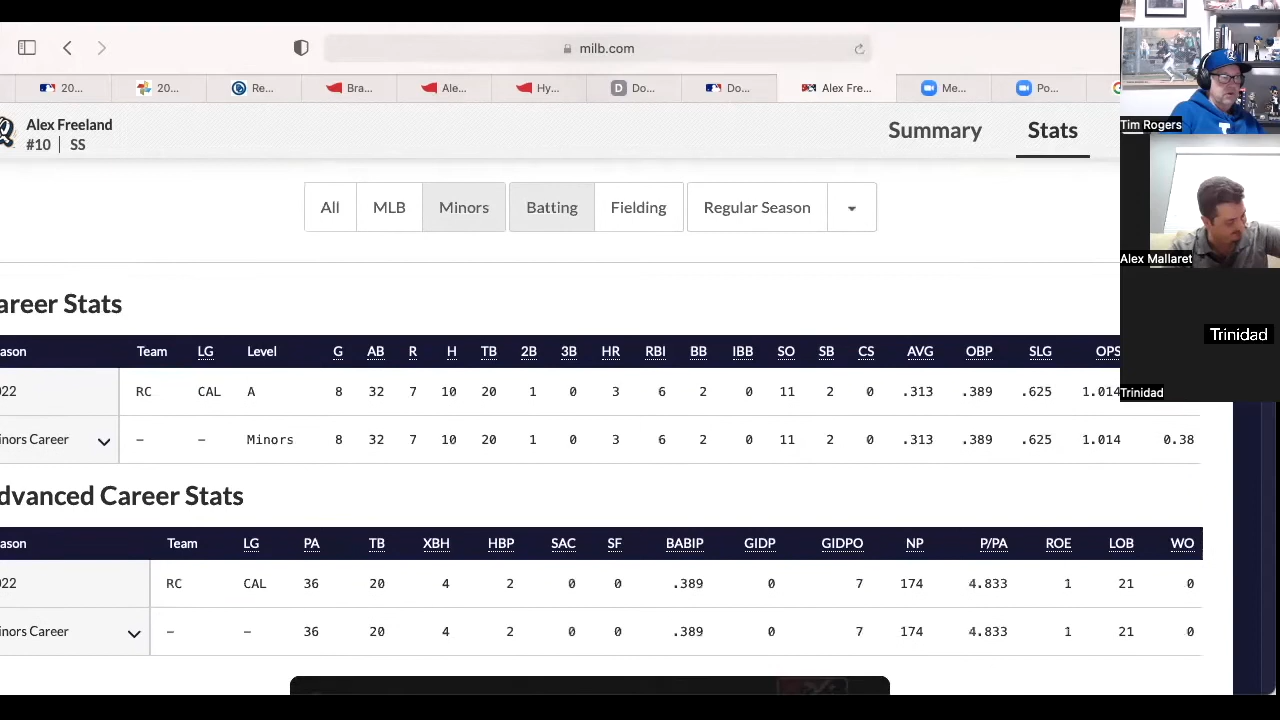 milb.com
20... 20... Re... Bra... Ale... Hy... Do... Do... Alex Fre... Me... Po...
Alex Freeland
#10 | SS
Summary Stats
All MLB Minors Batting Fielding Regular Season
areer Stats
ason Team LG Level G AB R H TB 2B 3B HR RBI BB IBB SO SB CS AVG OBP SLG OPS
022 RC CAL A 8 32 7 10 20 1 0 3 6 2 0 11 2 0 .313 .389 .625 1.014
inors Career – – Minors 8 32 7 10 20 1 0 3 6 2 0 11 2 0 .313 .389 .625 1.014 0.38
dvanced Career Stats
ason Team LG PA TB XBH HBP SAC SF BABIP GIDP GIDPO NP P/PA ROE LOB WO
022 RC CAL 36 20 4 2 0 0 .389 0 7 174 4.833 1 21 0
inors Career – – 36 20 4 2 0 0 .389 0 7 174 4.833 1 21 0
Tim Rogers
Alex Mallaret
Trinidad
Trinidad